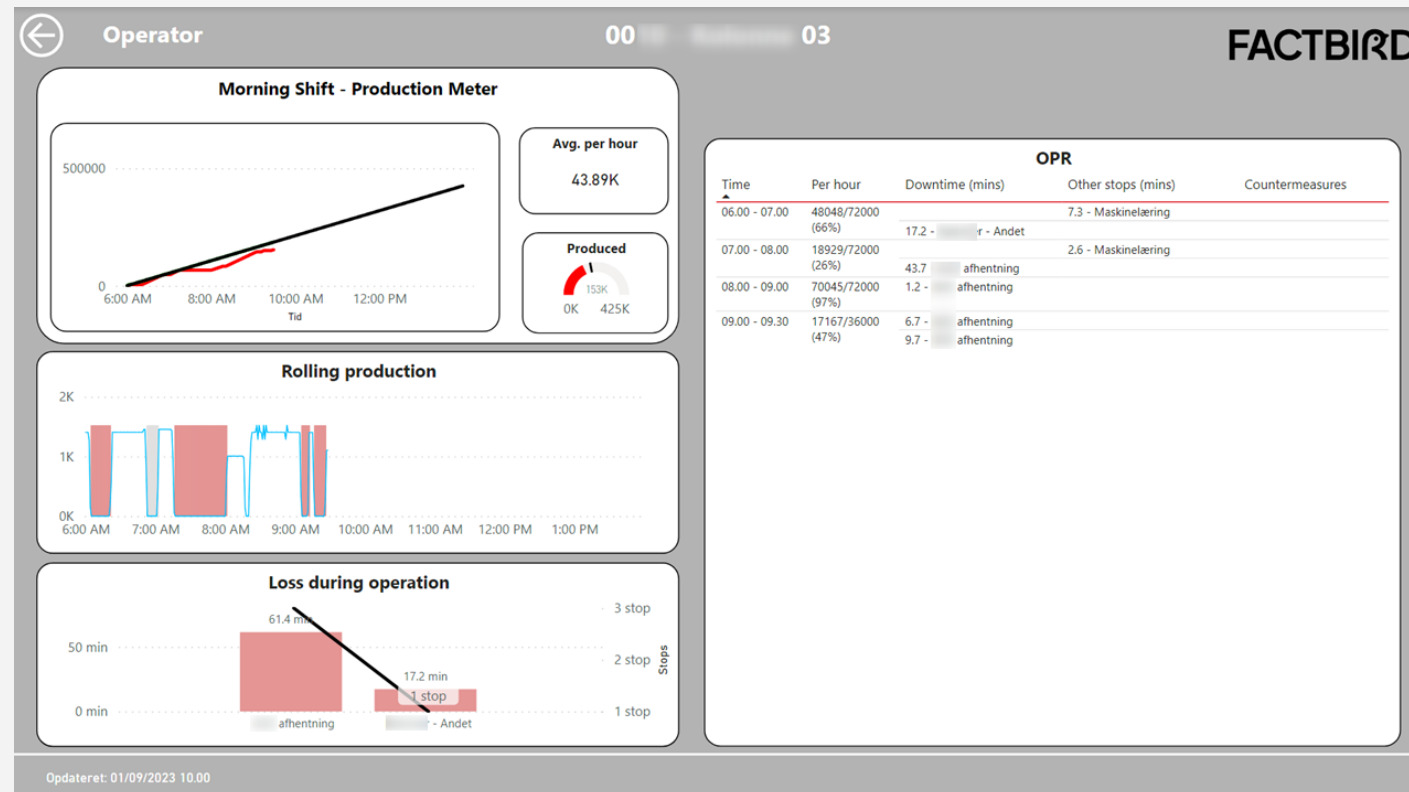 Operator
00 03
FACTBIRD
Morning Shift - Production Meter
500000
0
6:00 AM 8:00 AM 10:00 AM 12:00 PM
Tid
Avg. per hour
43.89K
Produced
153K
0K 425K
Rolling production
2K
1K
0K
6:00 AM 7:00 AM 8:00 AM 9:00 AM 10:00 AM 11:00 AM 12:00 PM 1:00 PM
Loss during operation
61.4 min
3 stop
50 min
2 stop
Stops
17.2 min
1 stop
0 min
1 stop
afhentning - Andet
OPR
Time Per hour Downtime (mins) Other stops (mins) Countermeasures
06.00 - 07.00 48048/72000 7.3 - Maskinelæring
(66%) 17.2 - r - Andet
07.00 - 08.00 18929/72000 2.6 - Maskinelæring
(26%) 43.7 afhentning
08.00 - 09.00 70045/72000 1.2 - afhentning
(97%)
09.00 - 09.30 17167/36000 6.7 - afhentning
(47%) 9.7 - afhentning
Opdateret: 01/09/2023 10.00